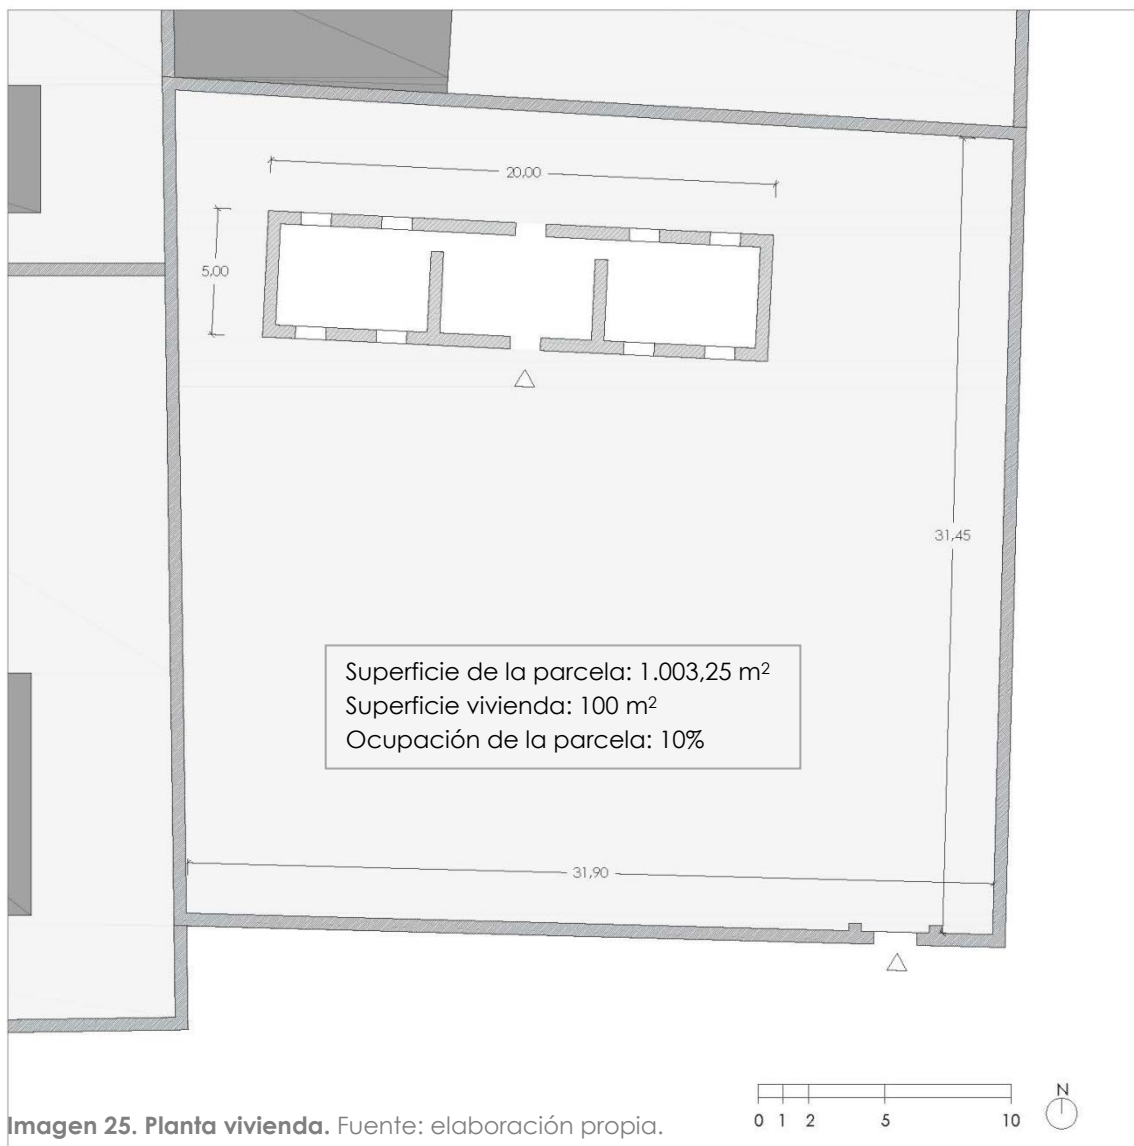 20,00
5,00
31,45
Superficie de la parcela: 1.003,25 m²
Superficie vivienda: 100 m²
Ocupación de la parcela: 10%
31,90
N
0 1 2 5 10
Imagen 25. Planta vivienda. Fuente: elaboración propia.